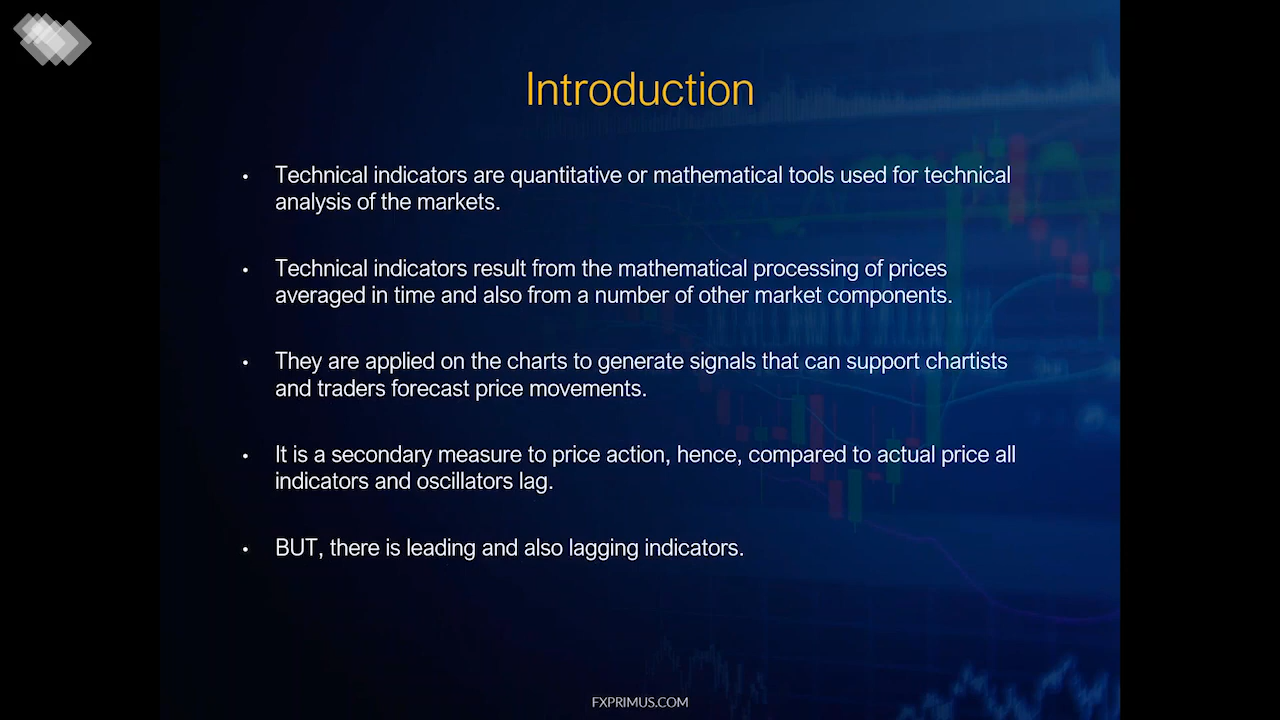 Introduction
• Technical indicators are quantitative or mathematical tools used for technical
analysis of the markets.
• Technical indicators result from the mathematical processing of prices
averaged in time and also from a number of other market components.
• They are applied on the charts to generate signals that can support chartists
and traders forecast price movements.
• It is a secondary measure to price action, hence, compared to actual price all
indicators and oscillators lag.
• BUT, there is leading and also lagging indicators.
FXPRIMUS.COM